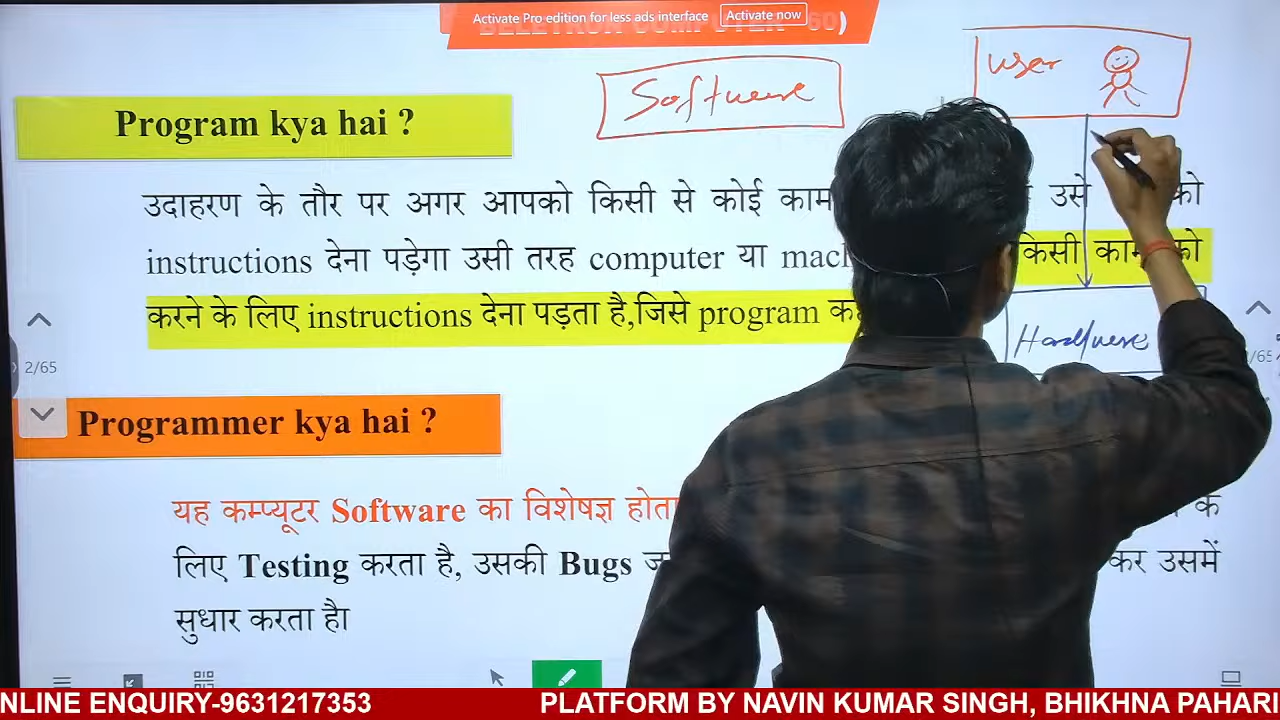 Activate Pro edition for less ads interface Activate now
60)
user
Software
Program kya hai ?
उदाहरण के तौर पर अगर आपको किसी से कोई काम उसे को
instructions देना पड़ेगा उसी तरह computer या किसी काम को
करने के लिए instructions देना पड़ता है,जिसे program
Hardware
2/65
/65
Programmer kya hai ?
यह कम्प्यूटर Software का विशेषज्ञ होता के
लिए Testing करता है, उसकी Bugs कर उसमें
सुधार करता है।
NLINE ENQUIRY-9631217353 PLATFORM BY NAVIN KUMAR SINGH, BHIKHNA PAHARI